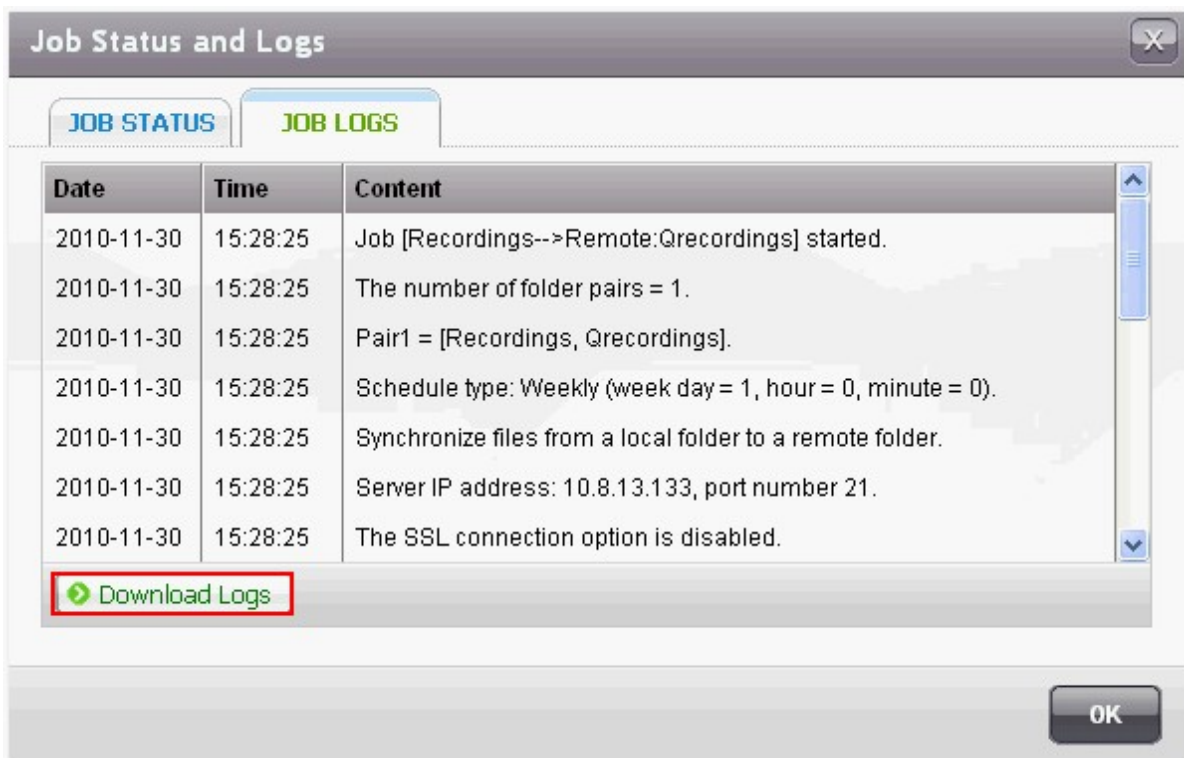 Job Status and Logs
X
JOB STATUS JOB LOGS
Date Time Content
2010-11-30 15:28:25 Job [Recordings-->Remote:Qrecordings] started.
2010-11-30 15:28:25 The number of folder pairs = 1.
2010-11-30 15:28:25 Pair1 = [Recordings, Qrecordings].
2010-11-30 15:28:25 Schedule type: Weekly (week day = 1, hour = 0, minute = 0).
2010-11-30 15:28:25 Synchronize files from a local folder to a remote folder.
2010-11-30 15:28:25 Server IP address: 10.8.13.133, port number 21.
2010-11-30 15:28:25 The SSL connection option is disabled.
Download Logs
OK